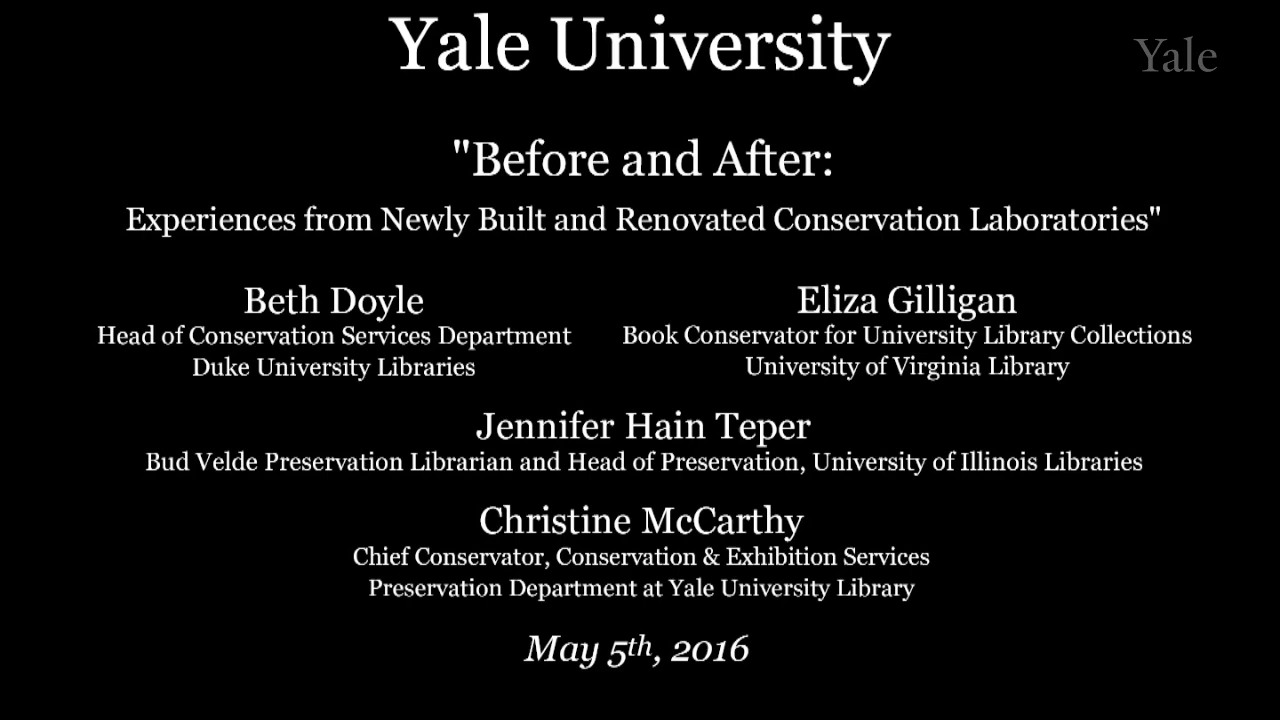 Yale University
Yale
"Before and After:
Experiences from Newly Built and Renovated Conservation Laboratories"
Beth Doyle
Head of Conservation Services Department
Duke University Libraries
Eliza Gilligan
Book Conservator for University Library Collections
University of Virginia Library
Jennifer Hain Teper
Bud Velde Preservation Librarian and Head of Preservation, University of Illinois Libraries
Christine McCarthy
Chief Conservator, Conservation & Exhibition Services
Preservation Department at Yale University Library
May 5th, 2016